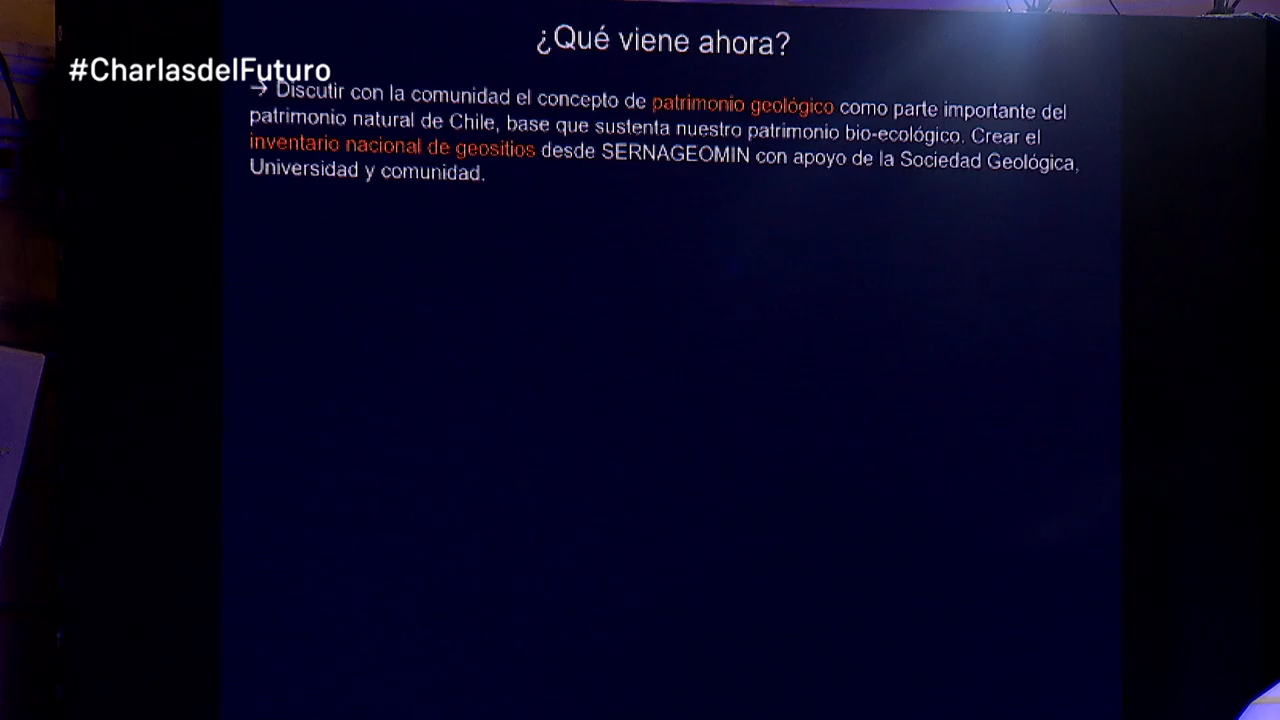 ¿Qué viene ahora?
#CharlasdelFuturo
→ Discutir con la comunidad el concepto de patrimonio geológico como parte importante del
patrimonio natural de Chile, base que sustenta nuestro patrimonio bio-ecológico. Crear el
inventario nacional de geositios desde SERNAGEOMIN con apoyo de la Sociedad Geológica,
Universidad y comunidad.